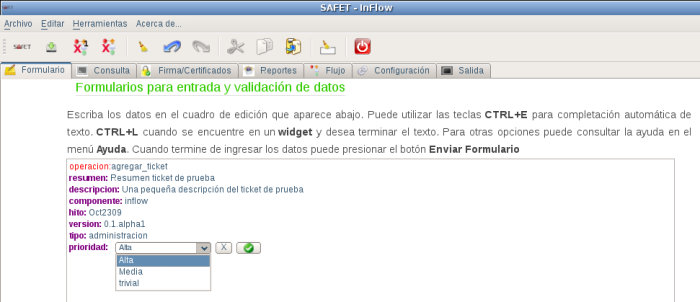 SAFET - InFlow
Archivo Editar Herramientas Acerca de...
SAFET
Formulario Consulta Firma/Certificados Reportes Flujo Configuración Salida
Formularios para entrada y validación de datos
Escriba los datos en el cuadro de edición que aparece abajo. Puede utilizar las teclas CTRL+E para completación automática de
texto. CTRL+L cuando se encuentre en un widget y desea terminar el texto. Para otras opciones puede consultar la ayuda en el
menú Ayuda. Cuando termine de ingresar los datos puede presionar el botón Enviar Formulario
operacion:agregar_ticket
resumen: Resumen ticket de prueba
descripcion: Una pequeña descripción del ticket de prueba
componente: inflow
hito: Oct2309
version: 0.1.alpha1
tipo: administracion
prioridad: Alta X
Alta
Media
trivial